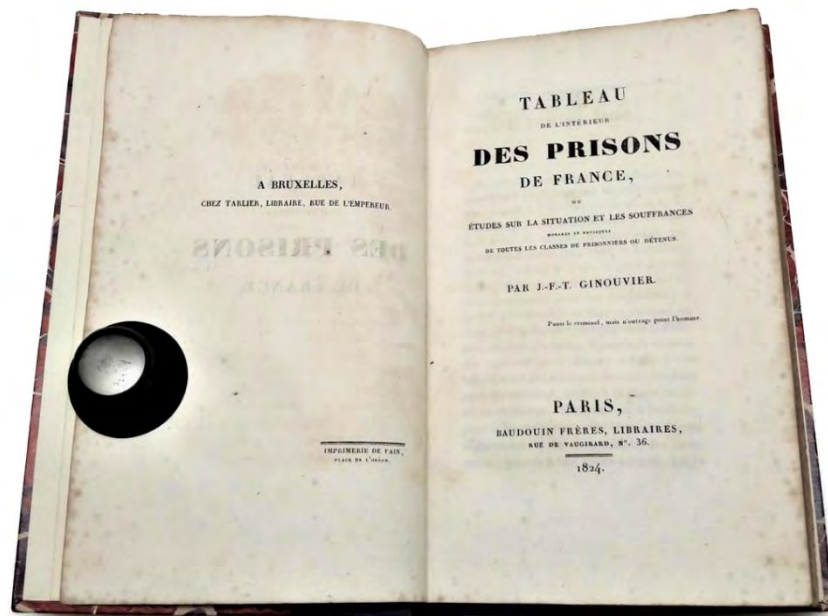 A BRUXELLES,
CHEZ TARLIER, LIBRAIRE, RUE DE L'EMPEREUR.
IMPRIMERIE DE FAIN,
PLACE DE L'ODÉON.
TABLEAU
DE L'INTÉRIEUR
DES PRISONS
DE FRANCE,
OU
ÉTUDES SUR LA SITUATION ET LES SOUFFRANCES
MORALES ET PHYSIQUES
DE TOUTES LES CLASSES DE PRISONNIERS OU DÉTENUS.
PAR J.-F.-T. GINOUVIER.
Punis le criminel, mais n'outrage point l'homme.
PARIS,
BAUDOUIN FRÈRES, LIBRAIRES,
RUE DE VAUGIRARD, N°. 36.
1824.